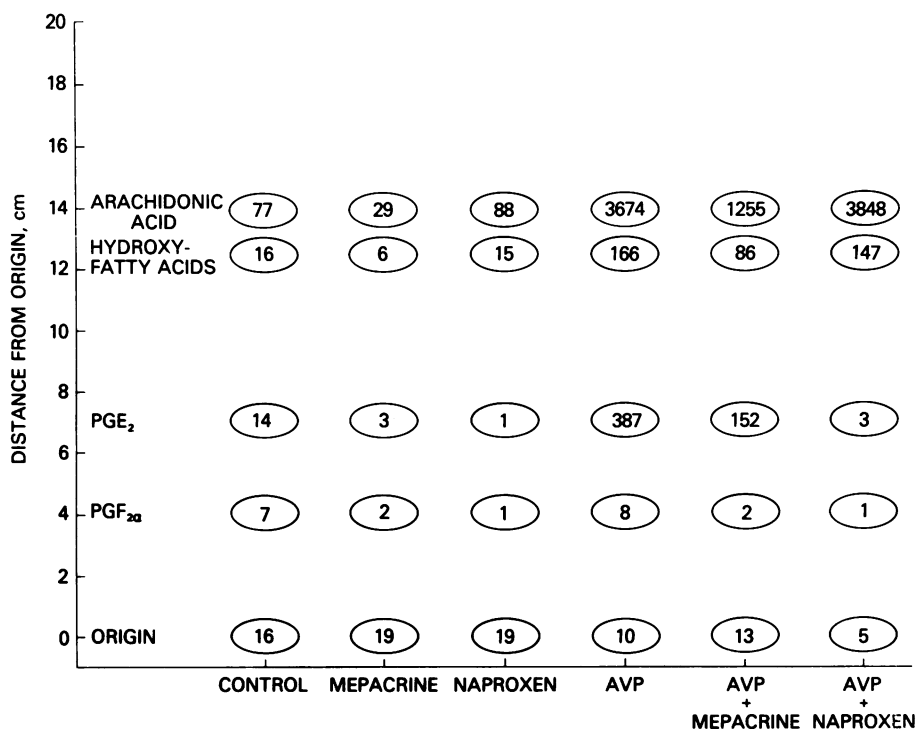 DISTANCE FROM ORIGIN, cm
20
18
16
14
12
10
8
6
4
2
0
ARACHIDONIC
ACID
77 29 88 3674 1255 3848
HYDROXY-
FATTY ACIDS
16 6 15 166 86 147
PGE₂
14 3 1 387 152 3
PGF₂α
7 2 1 8 2 1
ORIGIN
16 19 19 10 13 5
CONTROL MEPACRINE NAPROXEN AVP AVP AVP
+ +
MEPACRINE NAPROXEN